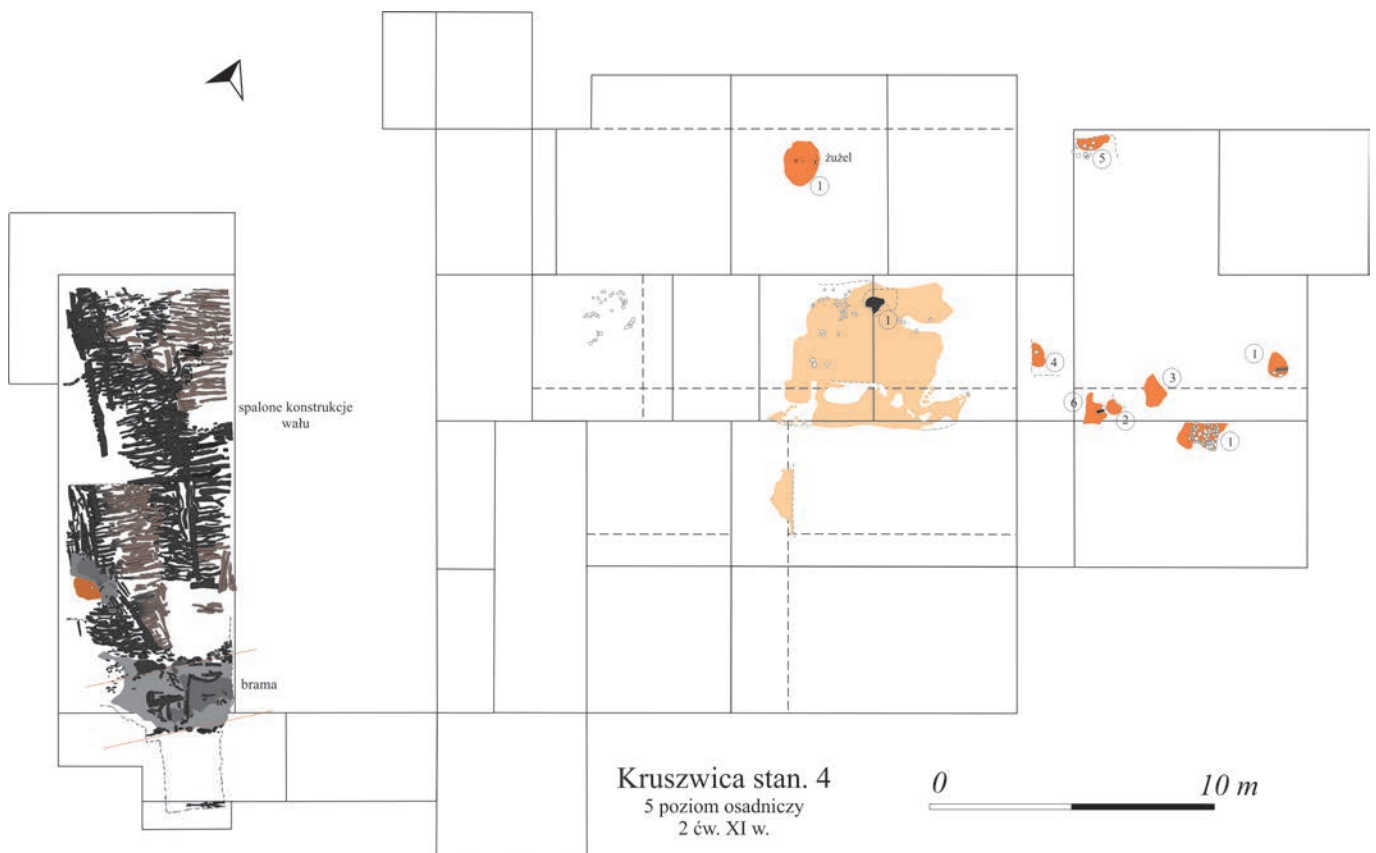 żużel
1
5
1
4
3
1
6
2
1
spalone konstrukcje
wału
brama
Kruszwica stan. 4
5 poziom osadniczy
2 ćw. XI w.
0
10 m